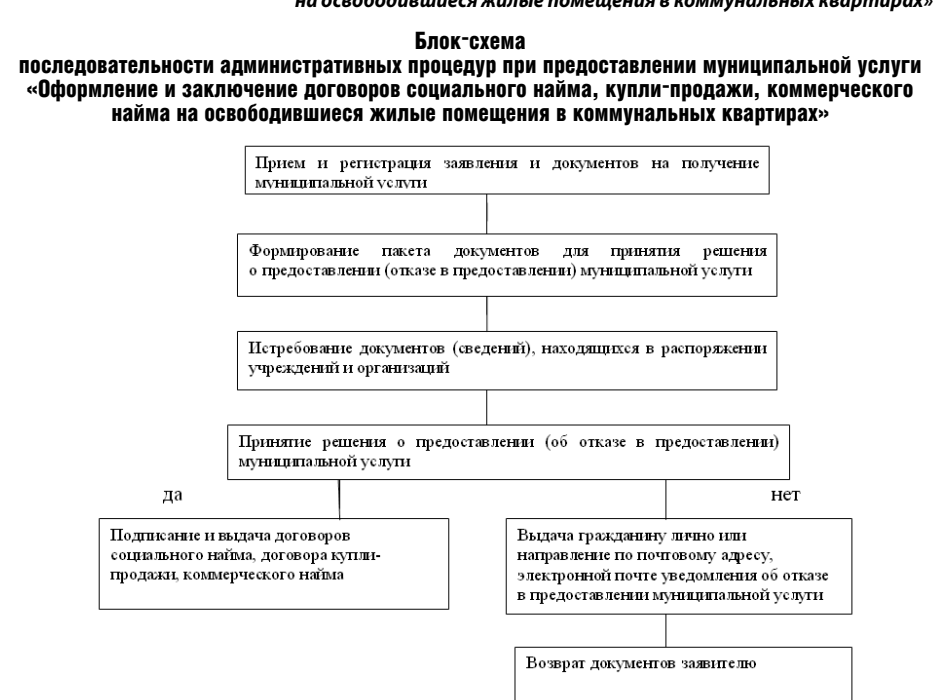 на освободившиеся жилые помещения в коммунальных квартирах»
Блок-схема
последовательности административных процедур при предоставлении муниципальной услуги
«Оформление и заключение договоров социального найма, купли-продажи, коммерческого
найма на освободившиеся жилые помещения в коммунальных квартирах»
Прием и регистрация заявления и документов на получение
муниципальной услуги
Формирование пакета документов для принятия решения
о предоставлении (отказе в предоставлении) муниципальной услуги
Истребование документов (сведений), находящихся в распоряжении
учреждений и организаций
Принятие решения о предоставлении (об отказе в предоставлении)
муниципальной услуги
да
нет
Подписание и выдача договоров
социального найма, договора купли-
продажи, коммерческого найма
Выдача гражданину лично или
направление по почтовому адресу,
электронной почте уведомления об отказе
в предоставлении муниципальной услуги
Возврат документов заявителю